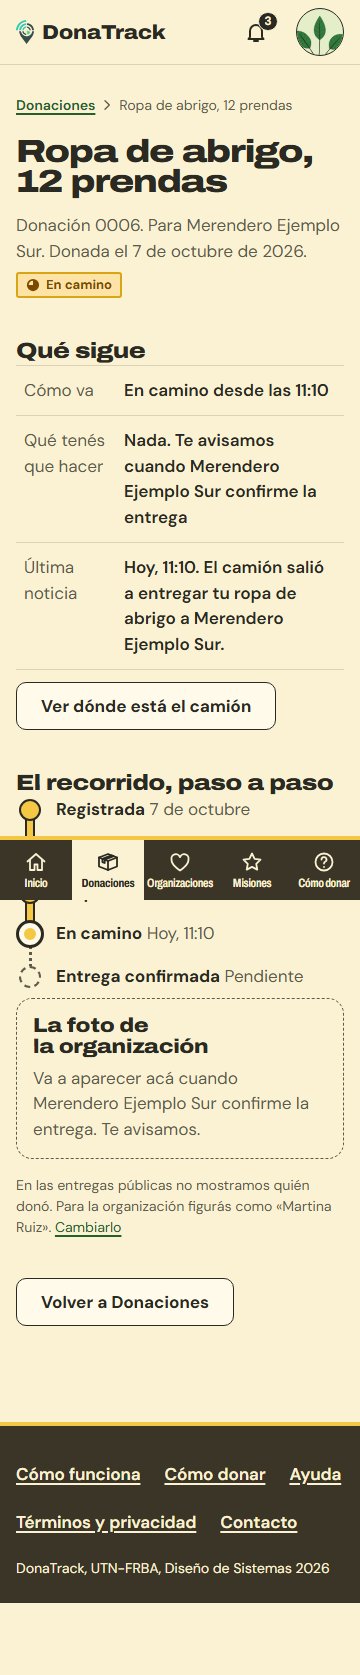 DonaTrack
3
Donaciones > Ropa de abrigo, 12 prendas
Ropa de abrigo,
12 prendas
Donación 0006. Para Merendero Ejemplo
Sur. Donada el 7 de octubre de 2026.
En camino
Qué sigue
Cómo va
En camino desde las 11:10
Qué tenés
que hacer
Nada. Te avisamos
cuando Merendero
Ejemplo Sur confirme la
entrega
Última
noticia
Hoy, 11:10. El camión salió
a entregar tu ropa de
abrigo a Merendero
Ejemplo Sur.
Ver dónde está el camión
El recorrido, paso a paso
Registrada 7 de octubre
Inicio
Donaciones
Organizaciones
Misiones
Cómo donar
En camino Hoy, 11:10
Entrega confirmada Pendiente
La foto de
la organización
Va a aparecer acá cuando
Merendero Ejemplo Sur confirme la
entrega. Te avisamos.
En las entregas públicas no mostramos quién
donó. Para la organización figurás como «Martina
Ruiz». Cambiarlo
Volver a Donaciones
Cómo funciona
Cómo donar
Ayuda
Términos y privacidad
Contacto
DonaTrack, UTN-FRBA, Diseño de Sistemas 2026